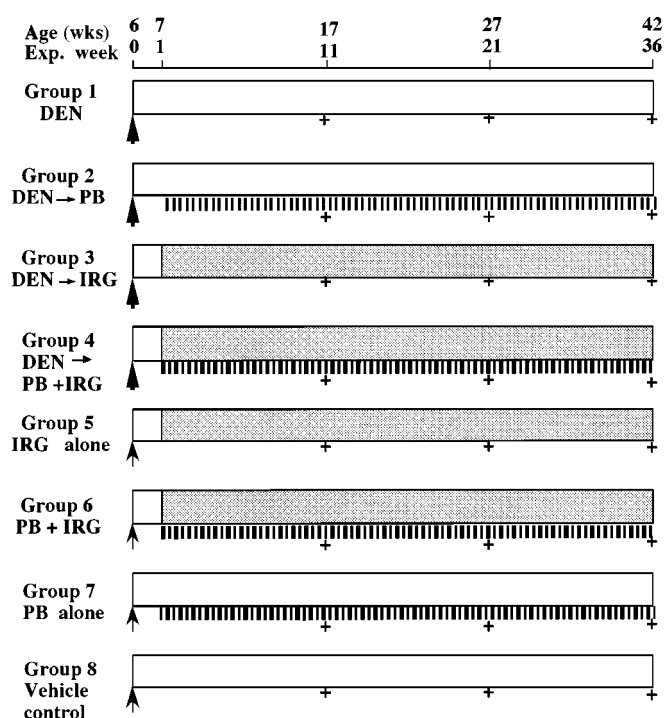 Age (wks) 6 7 17 27 42
Exp. week 0 1 11 21 36
Group 1
DEN
+ + +
Group 2
DEN → PB
+ + +
Group 3
DEN → IRG
+ + +
Group 4
DEN →
PB +IRG
+ + +
Group 5
IRG alone
+ + +
Group 6
PB + IRG
+ + +
Group 7
PB alone
+ + +
Group 8
Vehicle
control
+ + +